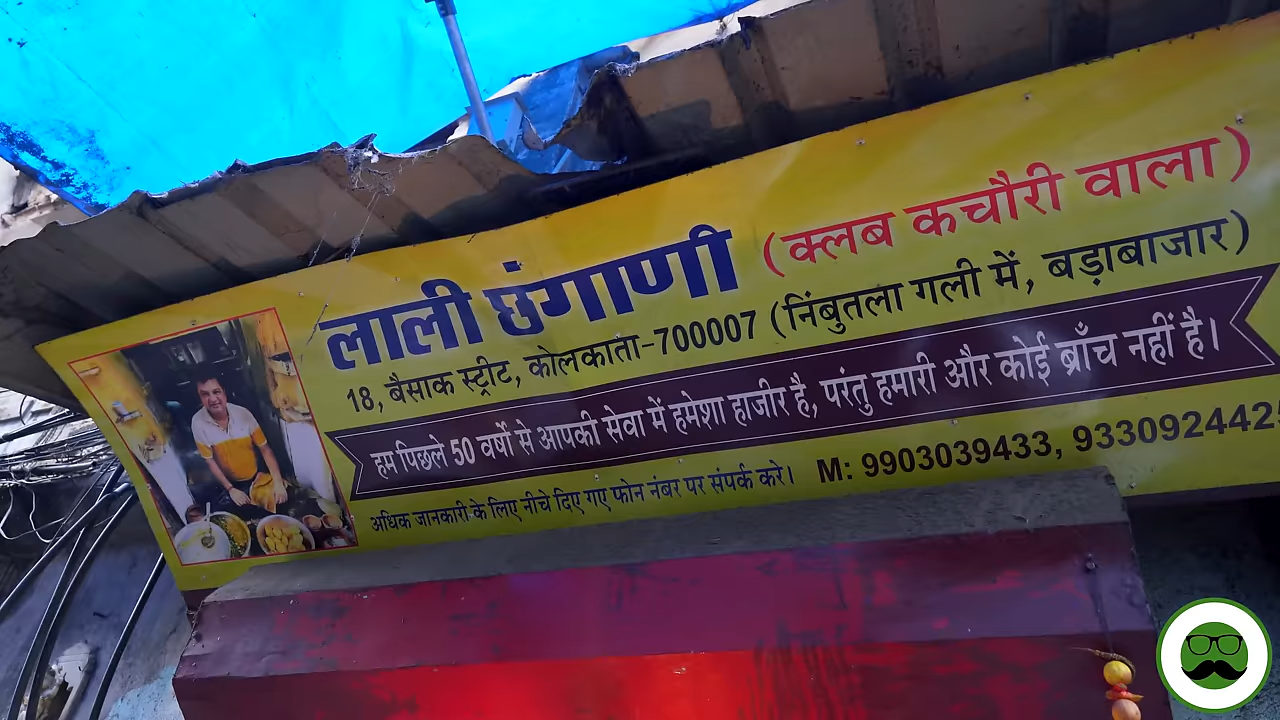 लाली छंगाणी (क्लब कचौरी वाला)
18, बैसाक स्ट्रीट, कोलकाता-700007 (निंबुतला गली में, बड़ाबाजार)
हम पिछले 50 वर्षो से आपकी सेवा में हमेशा हाजीर है, परंतु हमारी और कोई ब्राँच नहीं है।
अधिक जानकारी के लिए नीचे दिए गए फोन नंबर पर संपर्क करे। M: 9903039433, 9330924425